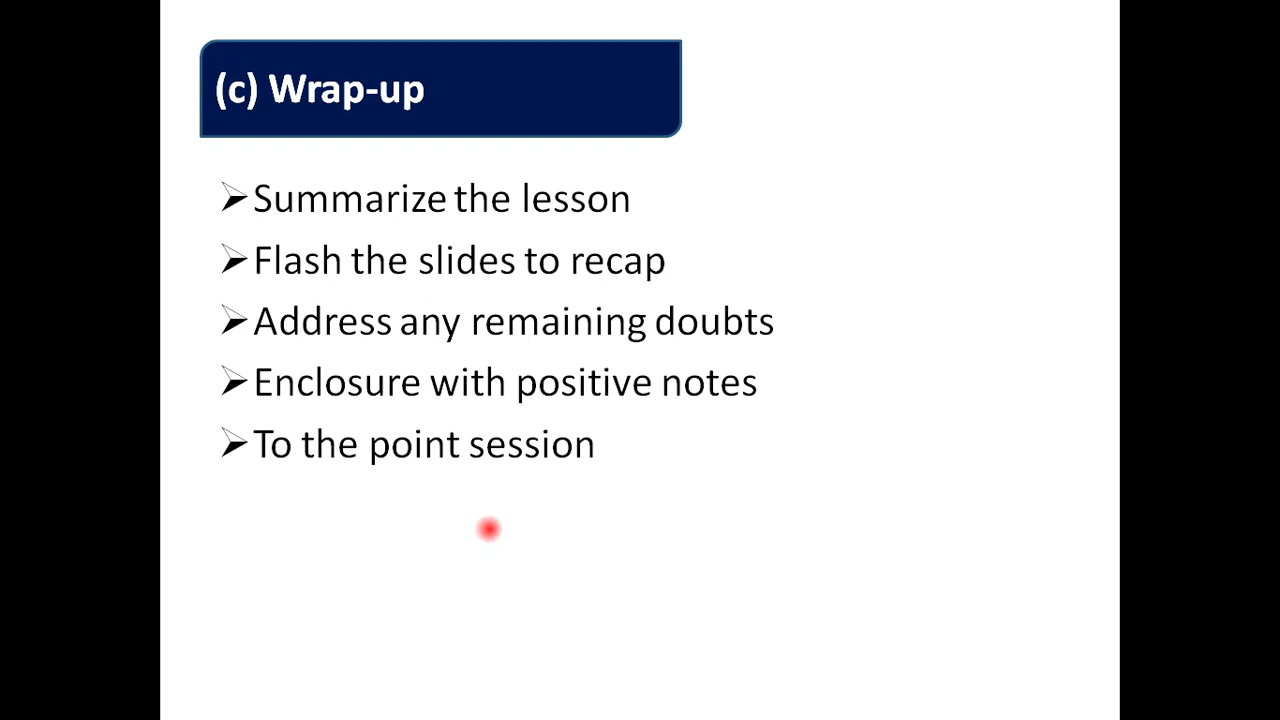 (c) Wrap-up
➢Summarize the lesson
➢Flash the slides to recap
➢Address any remaining doubts
➢Enclosure with positive notes
➢To the point session